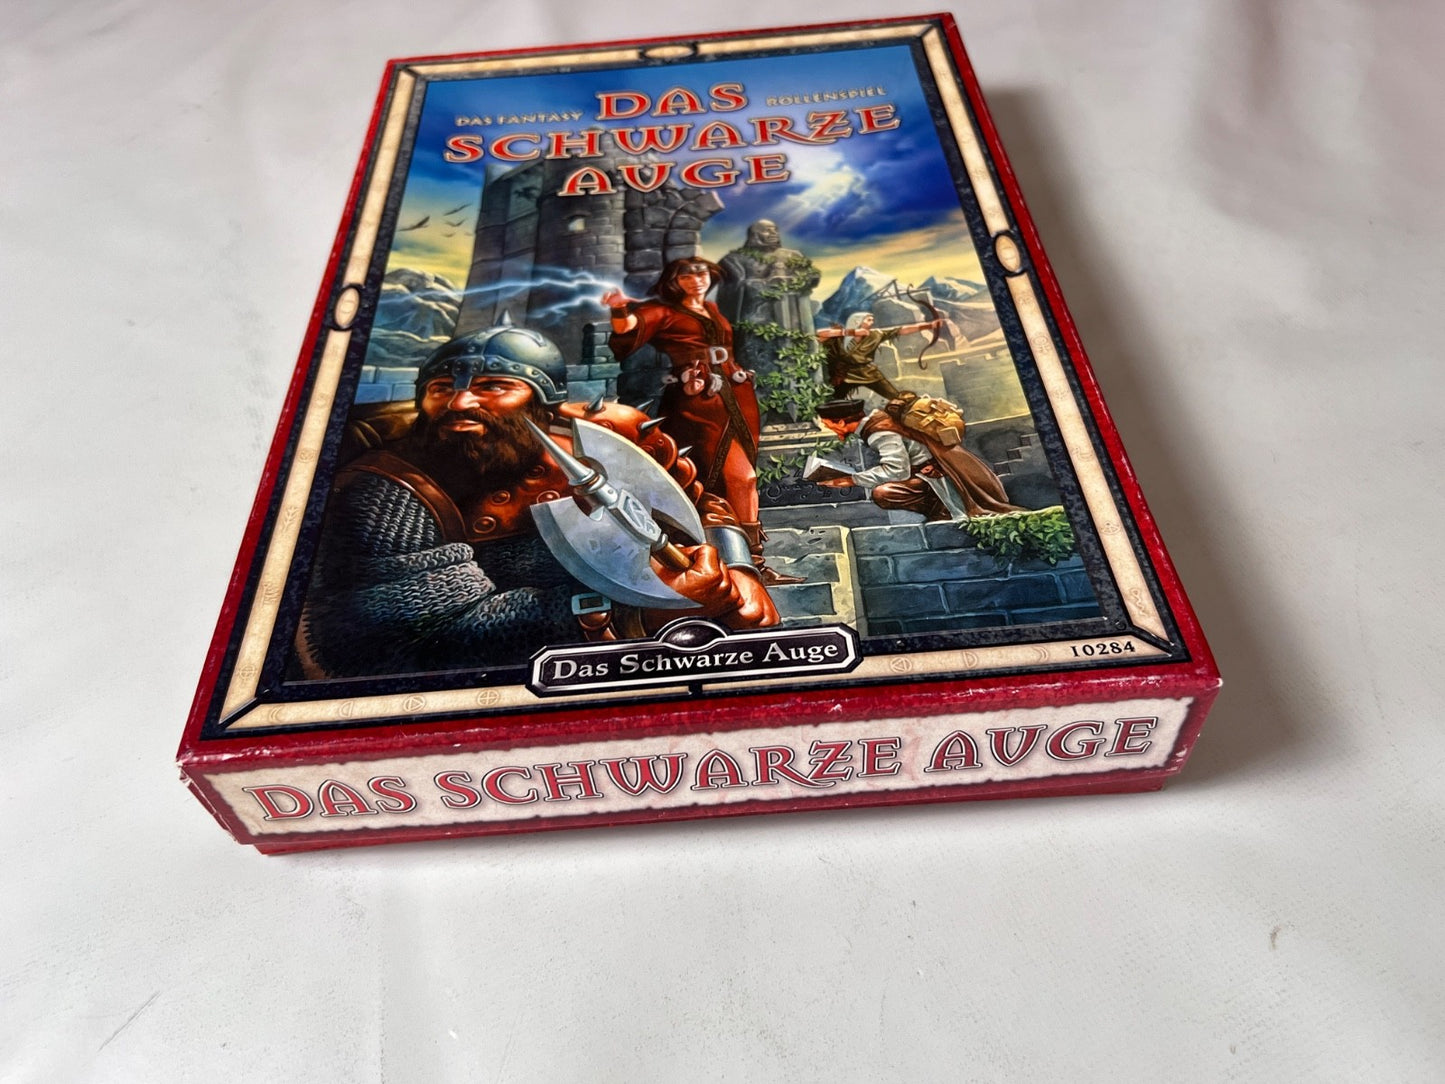 DAS FANTASY DAS ROLLENSPIEL
SCHWARZE
AUGE
Das Schwarze Auge
10284
DAS SCHWARZE AUGE